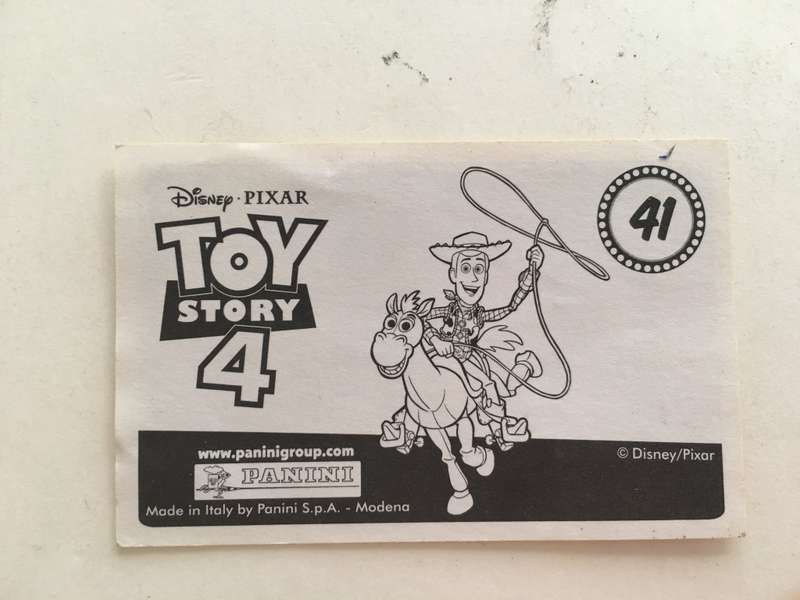 Disney · PIXAR
TOY
STORY
4
41
www.paninigroup.com
PANINI
Made in Italy by Panini S.p.A. - Modena
© Disney/Pixar